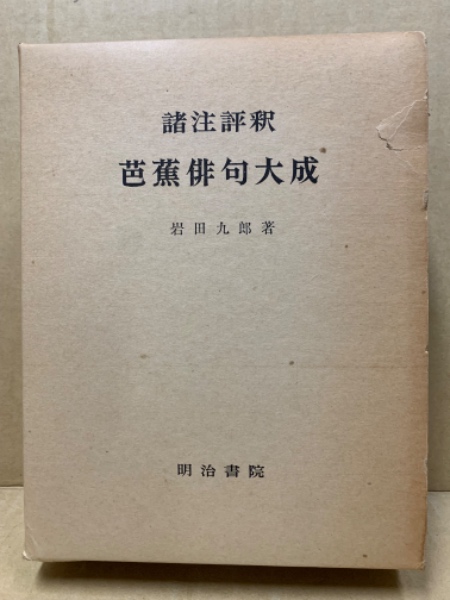 諸注評釈
芭蕉俳句大成
岩田九郎著
明治書院